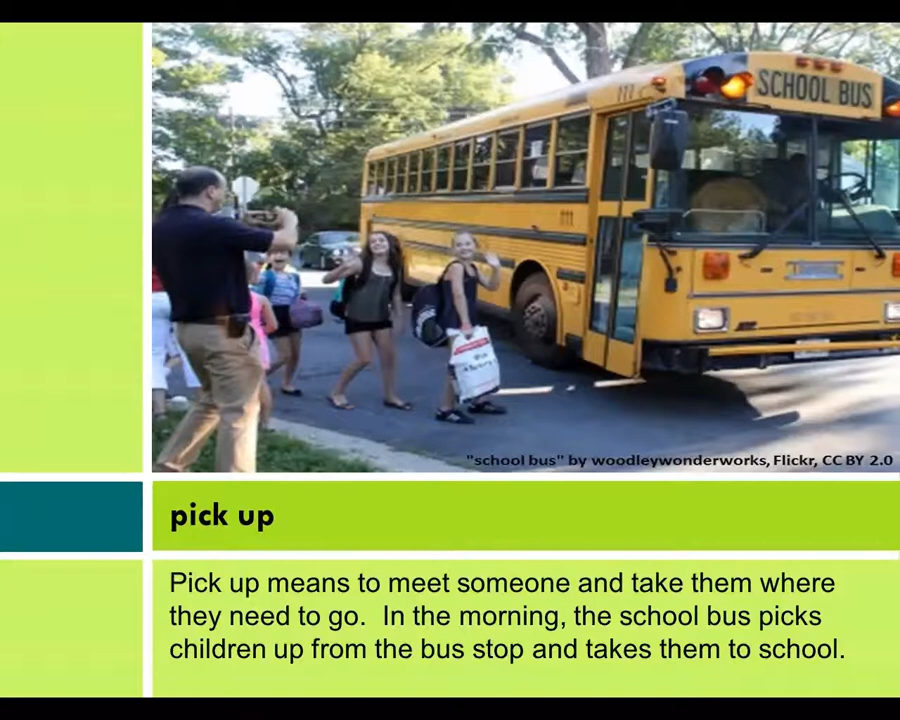 SCHOOL BUS
111
111
"school bus" by woodleywonderworks, Flickr, CC BY 2.0
pick up
Pick up means to meet someone and take them where
they need to go.  In the morning, the school bus picks
children up from the bus stop and takes them to school.